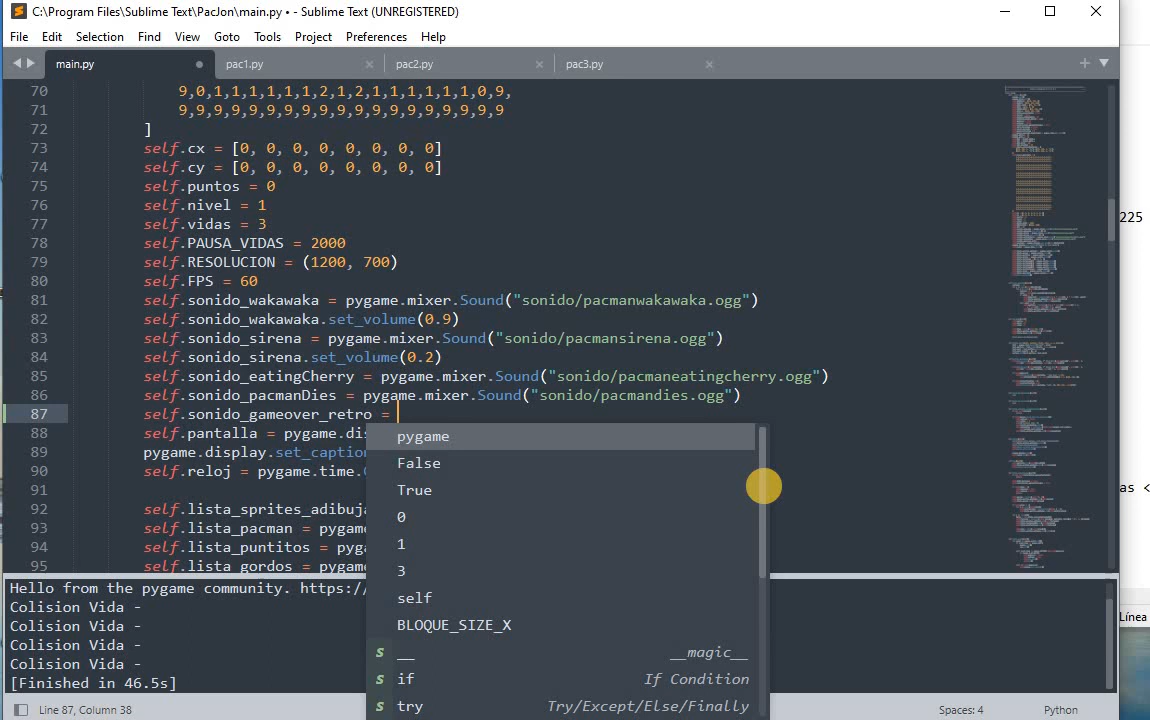 C:\Program Files\Sublime Text\PacJon\main.py • - Sublime Text (UNREGISTERED)
File Edit Selection Find View Goto Tools Project Preferences Help
main.py pac1.py pac2.py pac3.py
70 9,0,1,1,1,1,1,1,2,1,2,1,1,1,1,1,1,0,9,
71 9,9,9,9,9,9,9,9,9,9,9,9,9,9,9,9,9,9,9
72 ]
73 self.cx = [0, 0, 0, 0, 0, 0, 0, 0]
74 self.cy = [0, 0, 0, 0, 0, 0, 0, 0]
75 self.puntos = 0
76 self.nivel = 1
77 self.vidas = 3
225
78 self.PAUSA_VIDAS = 2000
79 self.RESOLUCION = (1200, 700)
80 self.FPS = 60
81 self.sonido_wakawaka = pygame.mixer.Sound("sonido/pacmanwakawaka.ogg")
82 self.sonido_wakawaka.set_volume(0.9)
83 self.sonido_sirena = pygame.mixer.Sound("sonido/pacmansirena.ogg")
84 self.sonido_sirena.set_volume(0.2)
85 self.sonido_eatingCherry = pygame.mixer.Sound("sonido/pacmaneatingcherry.ogg")
86 self.sonido_pacmanDies = pygame.mixer.Sound("sonido/pacmandies.ogg")
87 self.sonido_gameover_retro =
88 self.pantalla = pygame.dis
89 pygame.display.set_caption
90 self.reloj = pygame.time.
91
92 self.lista_sprites_adibuja
93 self.lista_pacman = pygame
94 self.lista_puntitos = pyga
95 self.lista_gordos = pygame
pygame
False
True
0
1
3
self
BLOQUE_SIZE_X
s __ __magic__
s if If Condition
s try Try/Except/Else/Finally
as <
Hello from the pygame community. https:/
Colision Vida -
Colision Vida -
Colision Vida -
Colision Vida -
[Finished in 46.5s]
Línea
Line 87, Column 38 Spaces: 4 Python